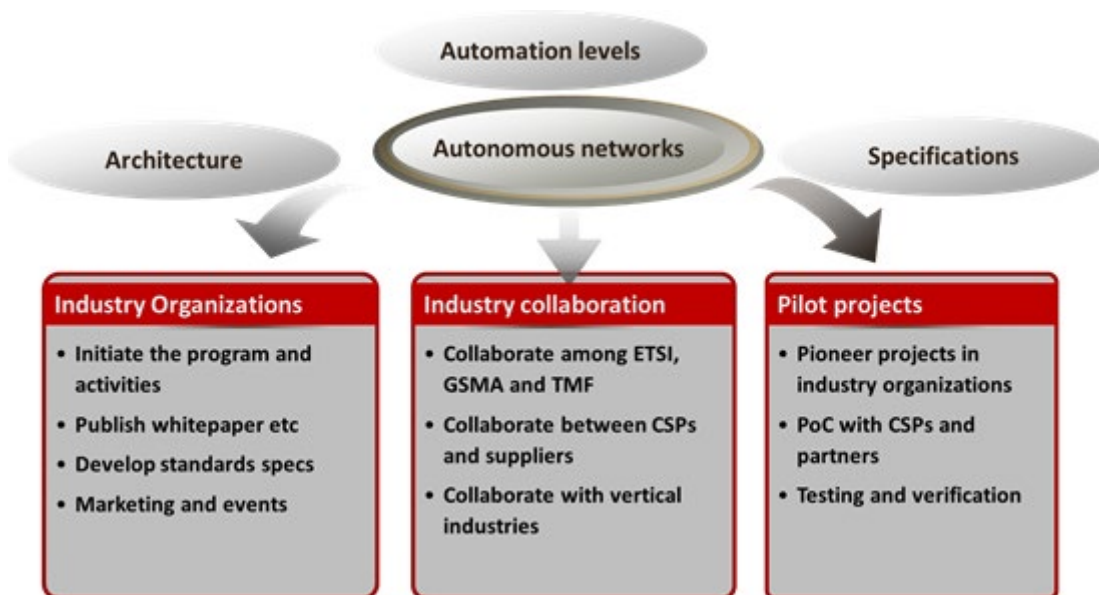 Automation levels
Architecture
Autonomous networks
Specifications
Industry Organizations
• Initiate the program and
activities
• Publish whitepaper etc
• Develop standards specs
• Marketing and events
Industry collaboration
• Collaborate among ETSI,
GSMA and TMF
• Collaborate between CSPs
and suppliers
• Collaborate with vertical
industries
Pilot projects
• Pioneer projects in
industry organizations
• PoC with CSPs and
partners
• Testing and verification